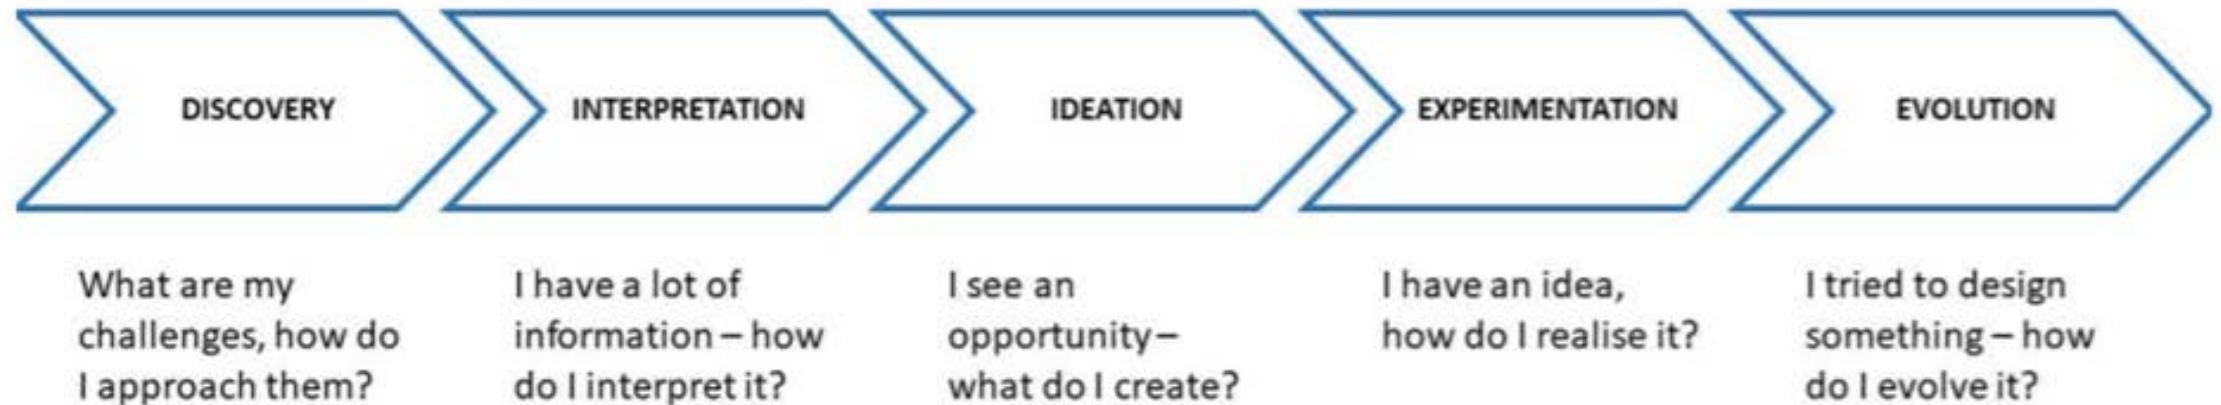 DISCOVERY
INTERPRETATION
IDEATION
EXPERIMENTATION
EVOLUTION
What are my
challenges, how do
I approach them?
I have a lot of
information – how
do I interpret it?
I see an
opportunity –
what do I create?
I have an idea,
how do I realise it?
I tried to design
something – how
do I evolve it?